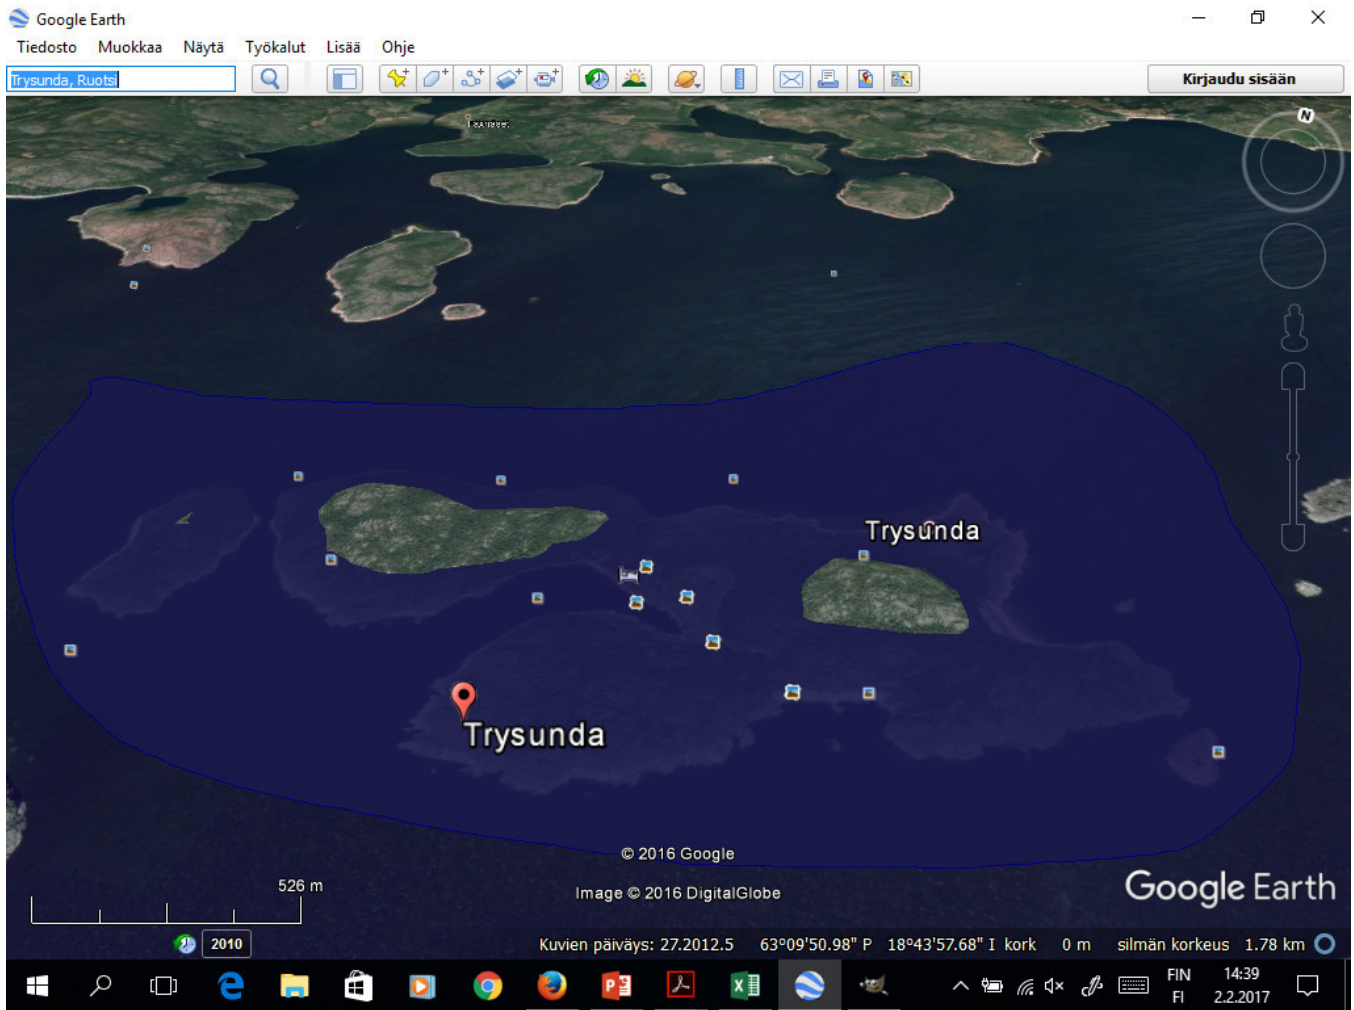 Google Earth
Tiedosto Muokkaa Näytä Työkalut Lisää Ohje
Trysunda, Ruotsi
Kirjaudu sisään
N
Trysunda
Trysunda
© 2016 Google
526 m
Image © 2016 DigitalGlobe
Google Earth
2010
Kuvien päiväys: 27.2012.5 63°09'50.98" P 18°43'57.68" I kork 0 m silmän korkeus 1.78 km
FIN
FI
14:39
2.2.2017